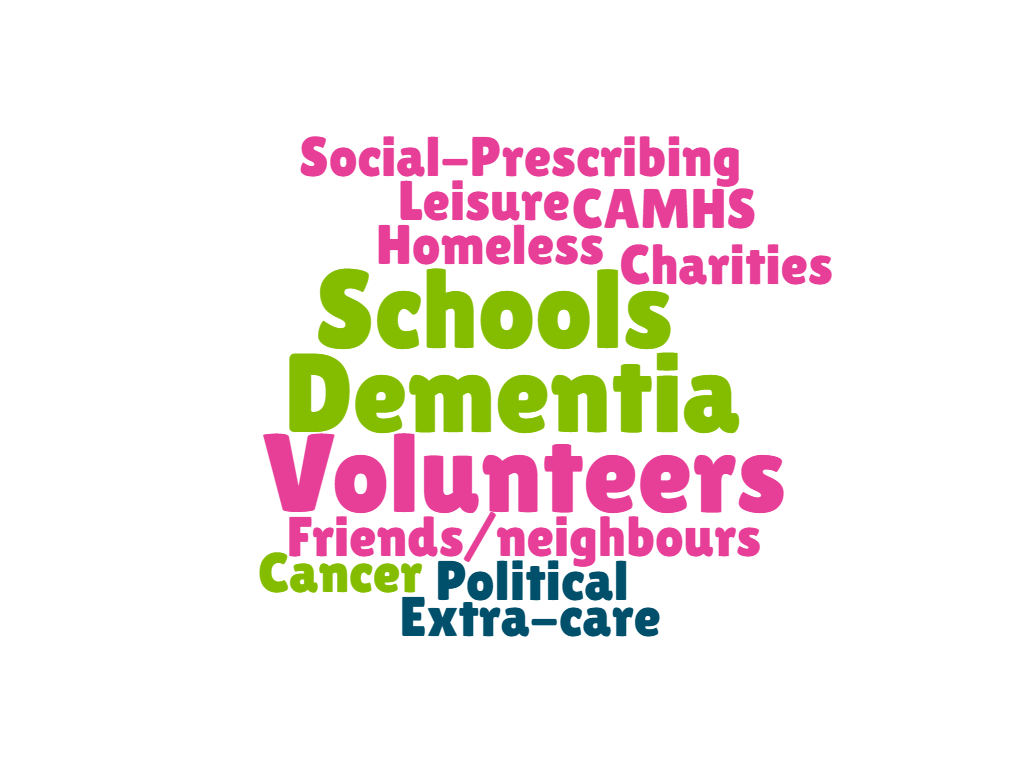 Social-Prescribing
Leisure CAMHS
Homeless
Charities
Schools
Dementia
Volunteers
Friends/neighbours
Cancer
Political
Extra-care